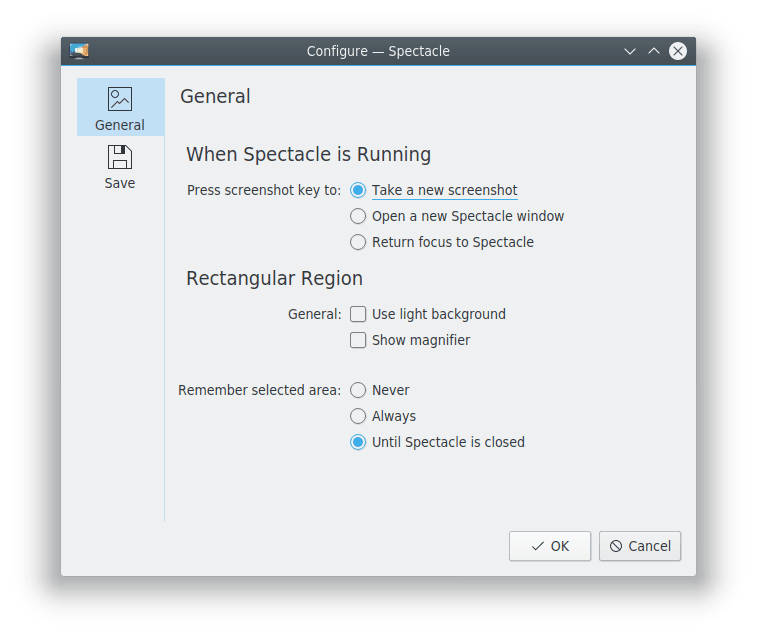 Configure — Spectacle
General
Save
General
When Spectacle is Running
Press screenshot key to: Take a new screenshot
Open a new Spectacle window
Return focus to Spectacle
Rectangular Region
General: Use light background
Show magnifier
Remember selected area: Never
Always
Until Spectacle is closed
OK Cancel